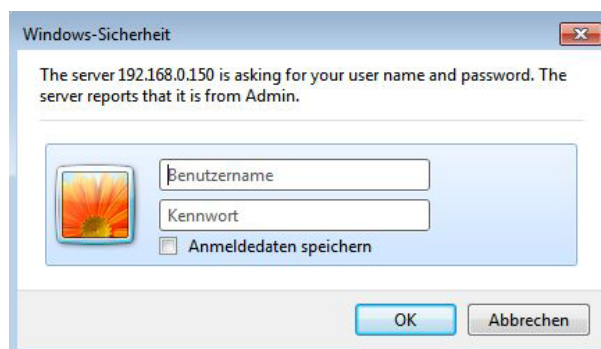 Windows-Sicherheit
The server 192.168.0.150 is asking for your user name and password. The
server reports that it is from Admin.
Benutzername
Kennwort
Anmeldedaten speichern
OK
Abbrechen